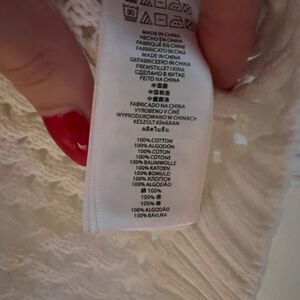 MADE IN CHINA
HECHO EN CHINA
FABRIQUÉ EN CHINE
FABBRICATO IN CINA
MADE IN CHINA
GEFABRICEERD IN CHINA
FREMSTILLET I KINA
СДЕЛАНО В КИТАЕ
FEITO NA CHINA
中国製
中国制造
中國製造
FABRICADO NA CHINA
VYROBENO V ČÍNĚ
WYPRODUKOWANO W CHINACH
KÉSZÜLT KÍNÁBAN
ผลิตในจีน
100% COTTON
100% ALGODÓN
100% COTON
100% COTONE
100% BAUMWOLLE
100% KATOEN
100% BOMULD
100% ХЛОПОК
100% ALGODÃO
綿 100%
100% 棉
100% 棉
100% ALGODÃO
100% BAVLNA